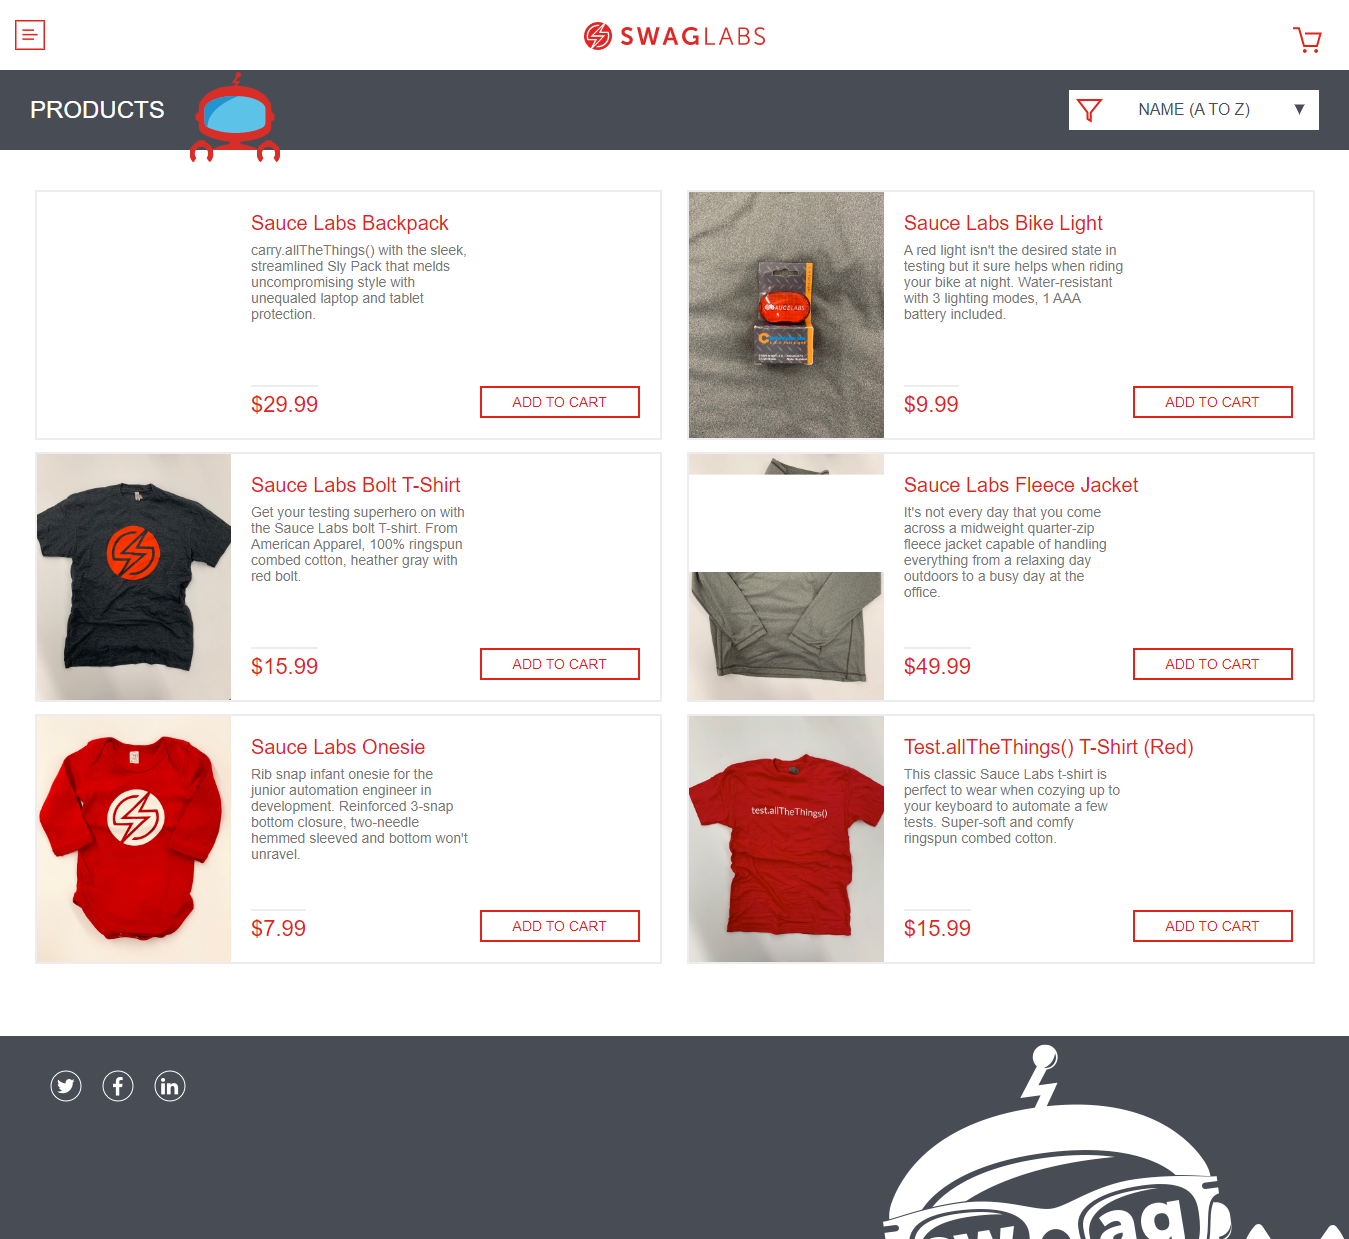 SWAGLABS
PRODUCTS
NAME (A TO Z)
Sauce Labs Backpack
carry.allTheThings() with the sleek,
streamlined Sly Pack that melds
uncompromising style with
unequaled laptop and tablet
protection.
$29.99
ADD TO CART
Sauce Labs Bike Light
A red light isn't the desired state in
testing but it sure helps when riding
your bike at night. Water-resistant
with 3 lighting modes, 1 AAA
battery included.
$9.99
ADD TO CART
Sauce Labs Bolt T-Shirt
Get your testing superhero on with
the Sauce Labs bolt T-shirt. From
American Apparel, 100% ringspun
combed cotton, heather gray with
red bolt.
$15.99
ADD TO CART
Sauce Labs Fleece Jacket
It's not every day that you come
across a midweight quarter-zip
fleece jacket capable of handling
everything from a relaxing day
outdoors to a busy day at the
office.
$49.99
ADD TO CART
Sauce Labs Onesie
Rib snap infant onesie for the
junior automation engineer in
development. Reinforced 3-snap
bottom closure, two-needle
hemmed sleeved and bottom won't
unravel.
$7.99
ADD TO CART
test.allTheThings()
Test.allTheThings() T-Shirt (Red)
This classic Sauce Labs t-shirt is
perfect to wear when cozying up to
your keyboard to automate a few
tests. Super-soft and comfy
ringspun combed cotton.
$15.99
ADD TO CART